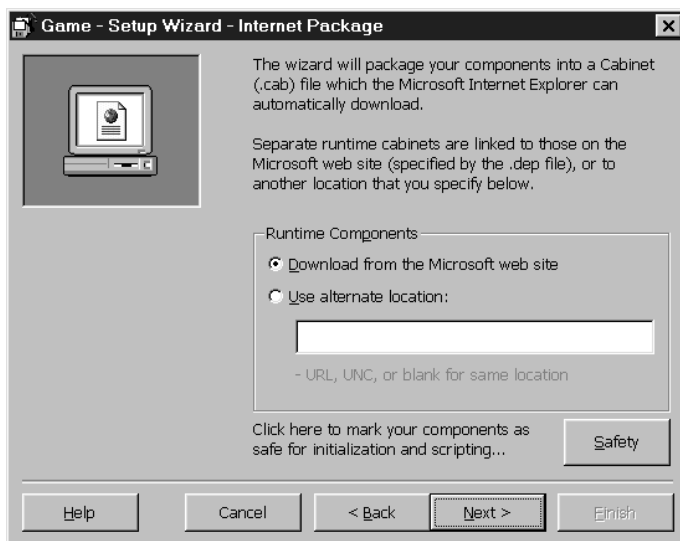 Game - Setup Wizard - Internet Package
The wizard will package your components into a Cabinet
(.cab) file which the Microsoft Internet Explorer can
automatically download.
Separate runtime cabinets are linked to those on the
Microsoft web site (specified by the .dep file), or to
another location that you specify below.
Runtime Components
Download from the Microsoft web site
Use alternate location:
- URL, UNC, or blank for same location
Click here to mark your components as
safe for initialization and scripting...
Safety
Help
Cancel
< Back
Next >
Finish